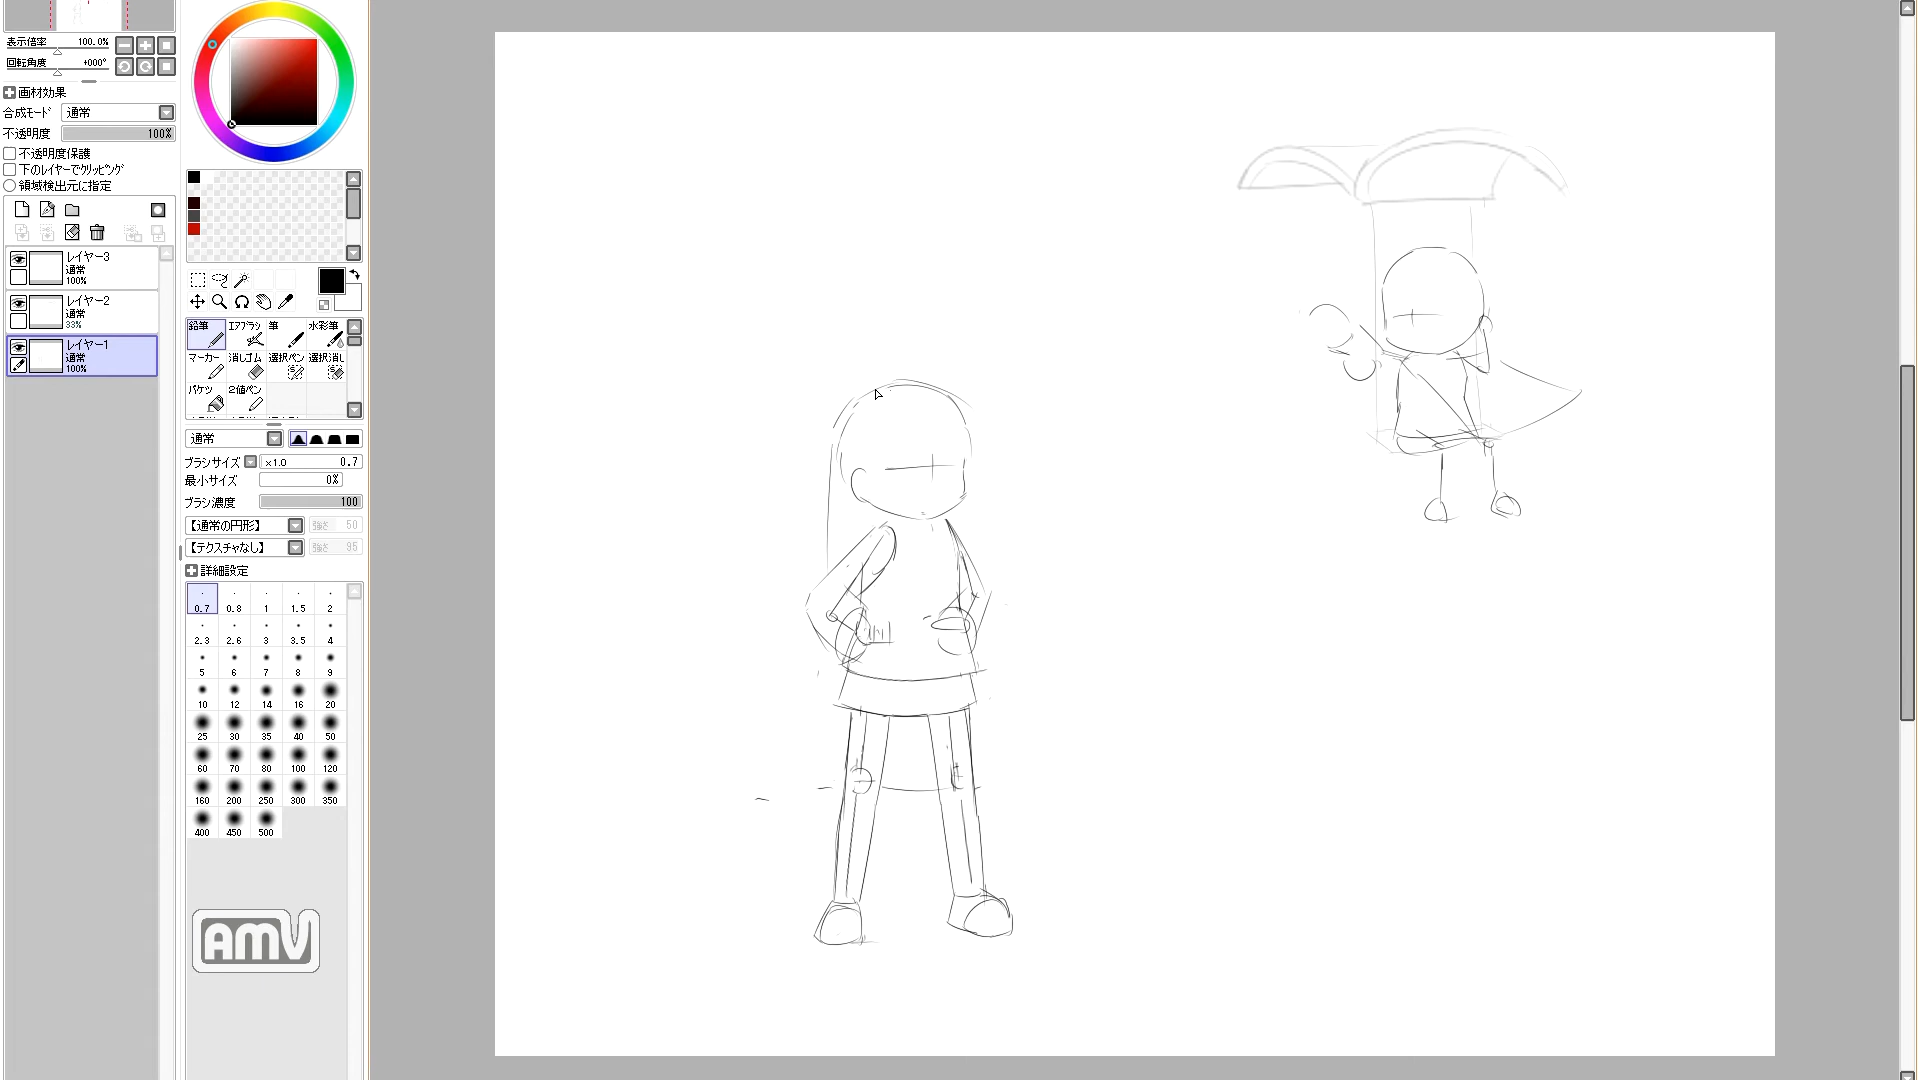 表示倍率 100.0%
回転角度 +000°
画材効果
合成モード 通常
不透明度 100%
不透明度保護
下のレイヤーでクリッピング
領域検出元に指定
レイヤー3
通常
100%
レイヤー2
通常
33%
レイヤー1
通常
100%
鉛筆 エアブラシ 筆 水彩筆
マーカー 消しゴム 選択ペン 選択消し
バケツ 2値ペン
通常
ブラシサイズ x1.0 0.7
最小サイズ 0%
ブラシ濃度 100
【通常の円形】 強さ 50
【テクスチャなし】 強さ 95
詳細設定
0.7 0.8 1 1.5 2
2.3 2.6 3 3.5 4
5 6 7 8 9
10 12 14 16 20
25 30 35 40 50
60 70 80 100 120
160 200 250 300 350
400 450 500
AMV